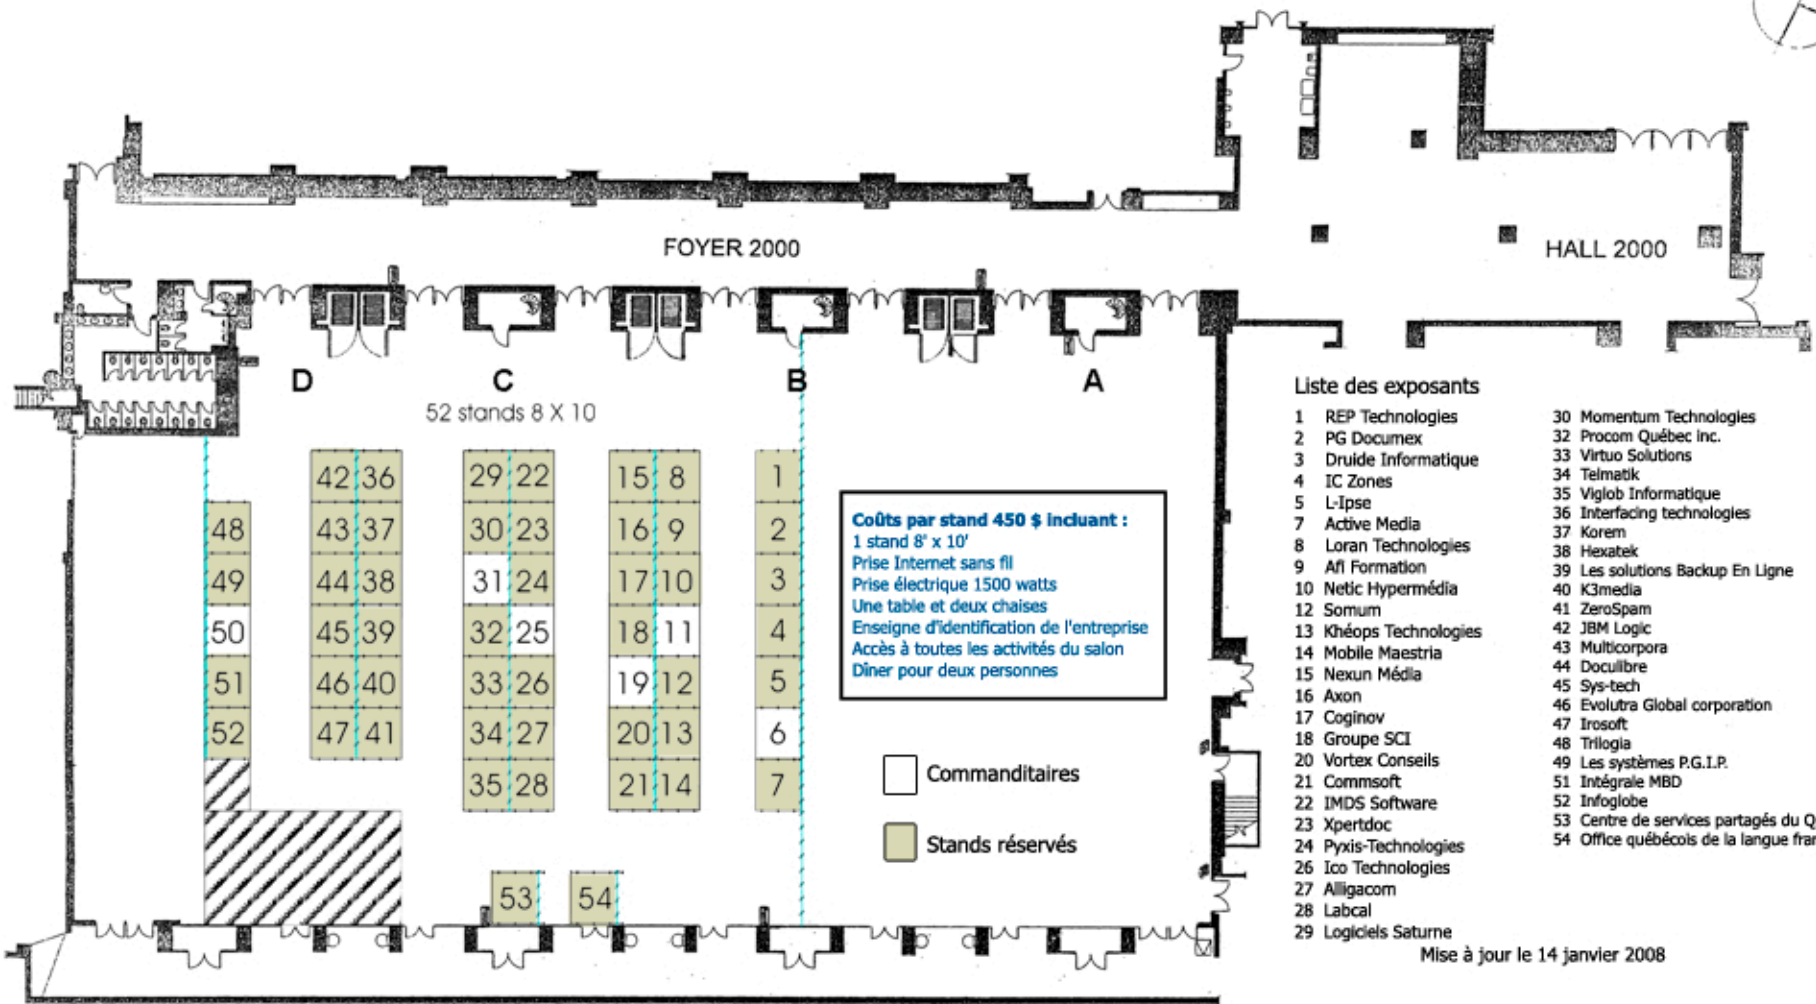 FOYER 2000
HALL 2000
D C B A
52 stands 8 X 10
42 36 29 22 15 8 1
48 43 37 30 23 16 9 2
49 44 38 31 24 17 10 3
50 45 39 32 25 18 11 4
51 46 40 33 26 19 12 5
52 47 41 34 27 20 13 6
35 28 21 14 7
53 54
Coûts par stand 450 $ incluant :
1 stand 8' x 10'
Prise Internet sans fil
Prise électrique 1500 watts
Une table et deux chaises
Enseigne d'identification de l'entreprise
Accès à toutes les activités du salon
Dîner pour deux personnes
Commanditaires
Stands réservés
Liste des exposants
1 REP Technologies
2 PG Documex
3 Druide Informatique
4 IC Zones
5 L-Ipse
7 Active Media
8 Loran Technologies
9 Afi Formation
10 Netic Hypermédia
12 Somum
13 Khéops Technologies
14 Mobile Maestria
15 Nexun Média
16 Axon
17 Coginov
18 Groupe SCI
20 Vortex Conseils
21 Commsoft
22 IMDS Software
23 Xpertdoc
24 Pyxis-Technologies
26 Ico Technologies
27 Alligacom
28 Labcal
29 Logiciels Saturne
30 Momentum Technologies
32 Procom Québec inc.
33 Virtuo Solutions
34 Telmatik
35 Viglob Informatique
36 Interfacing technologies
37 Korem
38 Hexatek
39 Les solutions Backup En Ligne
40 K3media
41 ZeroSpam
42 JBM Logic
43 Multicorpora
44 Doculibre
45 Sys-tech
46 Evolutra Global corporation
47 Irosoft
48 Trilogia
49 Les systèmes P.G.I.P.
51 Intégrale MBD
52 Infoglobe
53 Centre de services partagés du Q
54 Office québécois de la langue fran
Mise à jour le 14 janvier 2008